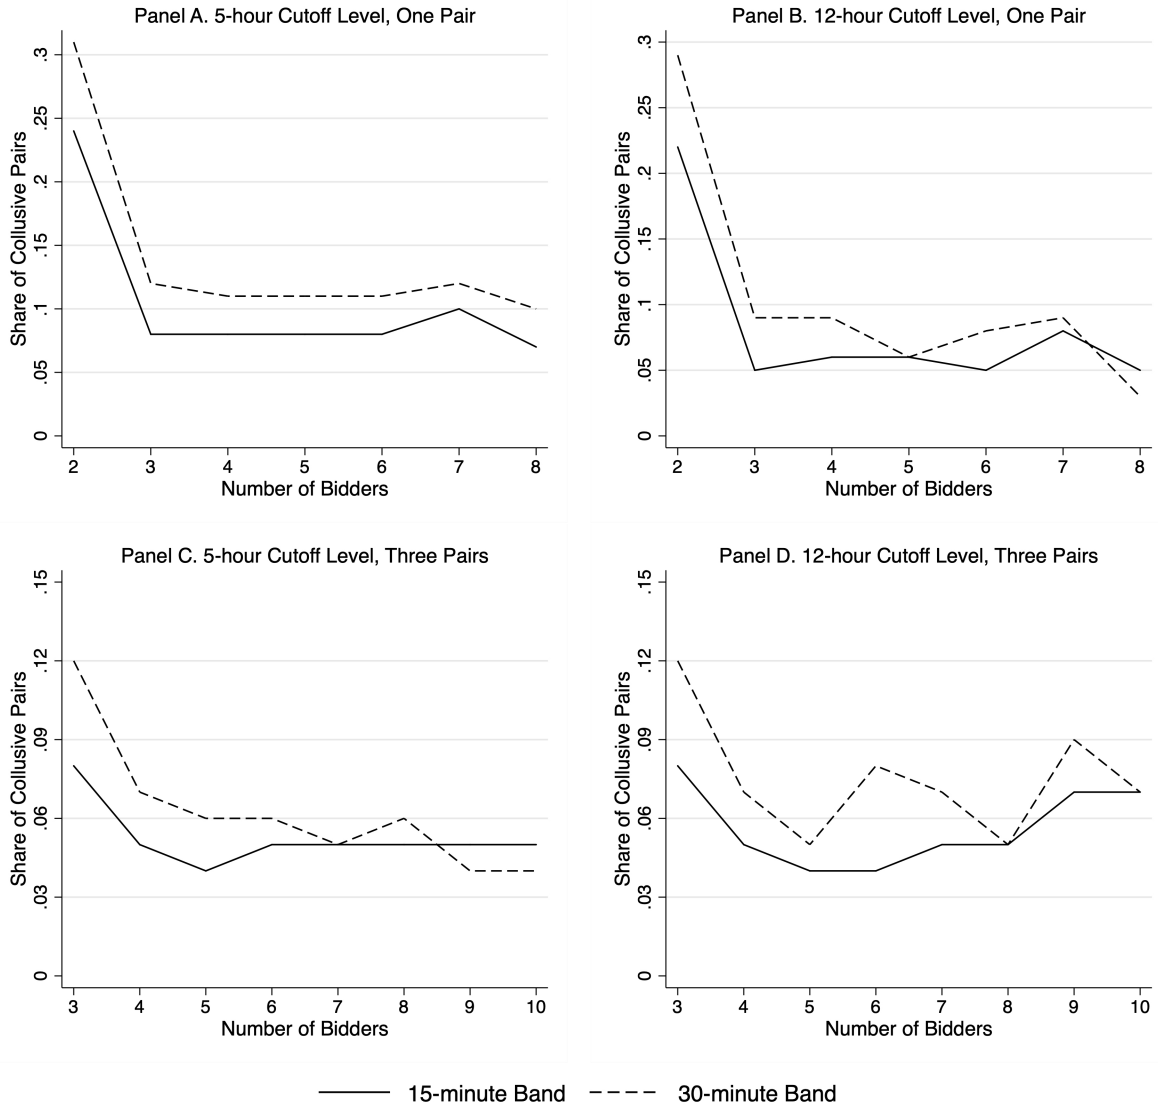 Panel A. 5-hour Cutoff Level, One Pair
Share of Collusive Pairs
.3
.25
.2
.15
.1
.05
0
2 3 4 5 6 7 8
Number of Bidders
Panel B. 12-hour Cutoff Level, One Pair
Share of Collusive Pairs
.3
.25
.2
.15
.1
.05
0
2 3 4 5 6 7 8
Number of Bidders
Panel C. 5-hour Cutoff Level, Three Pairs
Share of Collusive Pairs
.15
.12
.09
.06
.03
0
3 4 5 6 7 8 9 10
Number of Bidders
Panel D. 12-hour Cutoff Level, Three Pairs
Share of Collusive Pairs
.15
.12
.09
.06
.03
0
3 4 5 6 7 8 9 10
Number of Bidders
15-minute Band 30-minute Band